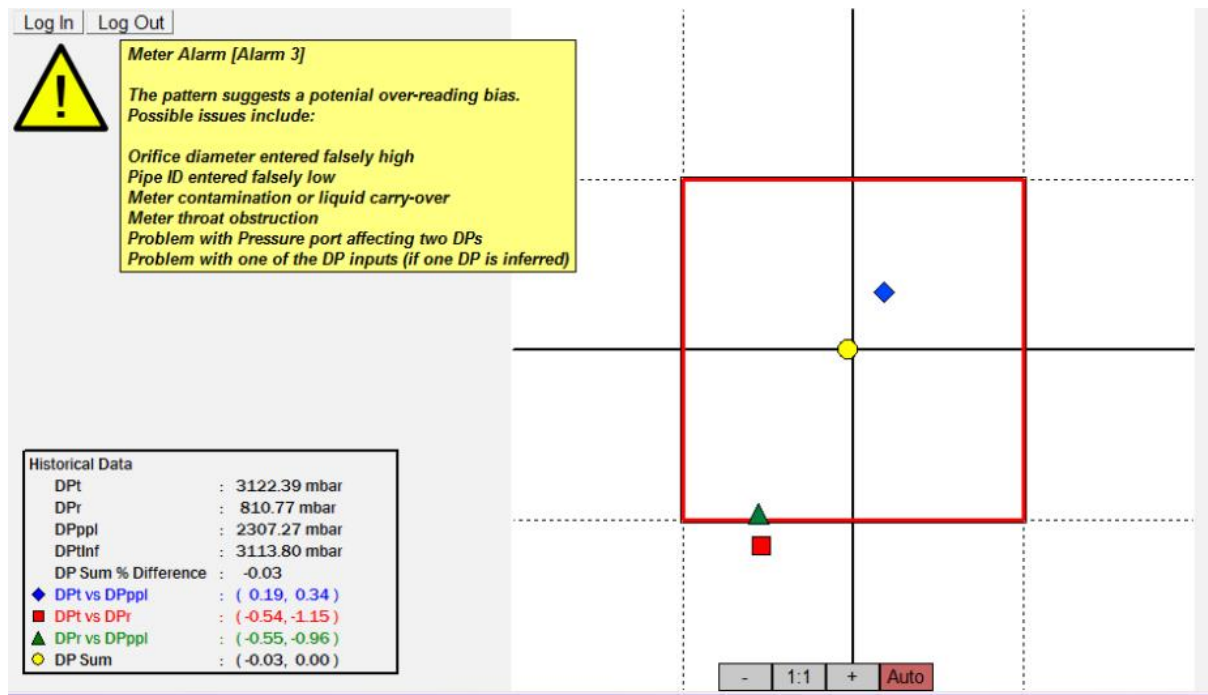 Log In Log Out
Meter Alarm [Alarm 3]
The pattern suggests a potenial over-reading bias.
Possible issues include:
Orifice diameter entered falsely high
Pipe ID entered falsely low
Meter contamination or liquid carry-over
Meter throat obstruction
Problem with Pressure port affecting two DPs
Problem with one of the DP inputs (if one DP is inferred)
Historical Data
DPt : 3122.39 mbar
DPr : 810.77 mbar
DPppl : 2307.27 mbar
DPtInf : 3113.80 mbar
DP Sum % Difference : -0.03
DPt vs DPppl : ( 0.19, 0.34 )
DPt vs DPr : ( -0.54, -1.15 )
DPr vs DPppl : ( -0.55, -0.96 )
DP Sum : ( -0.03, 0.00 )
- 1:1 + Auto